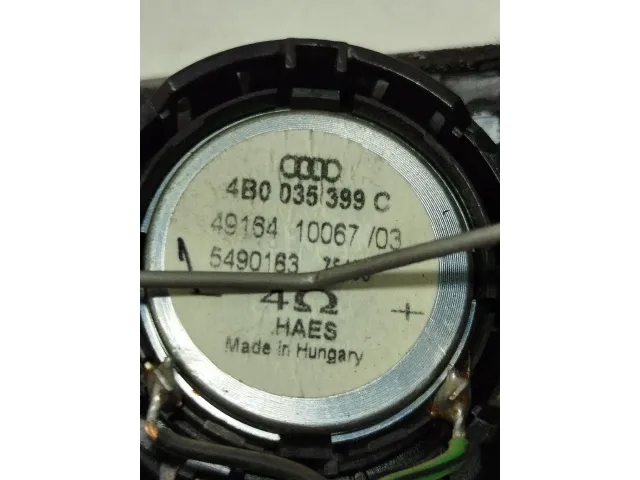 4B0 035 399 C
49164 10067 /03
5490163
4Ω
HAES
Made in Hungary
+